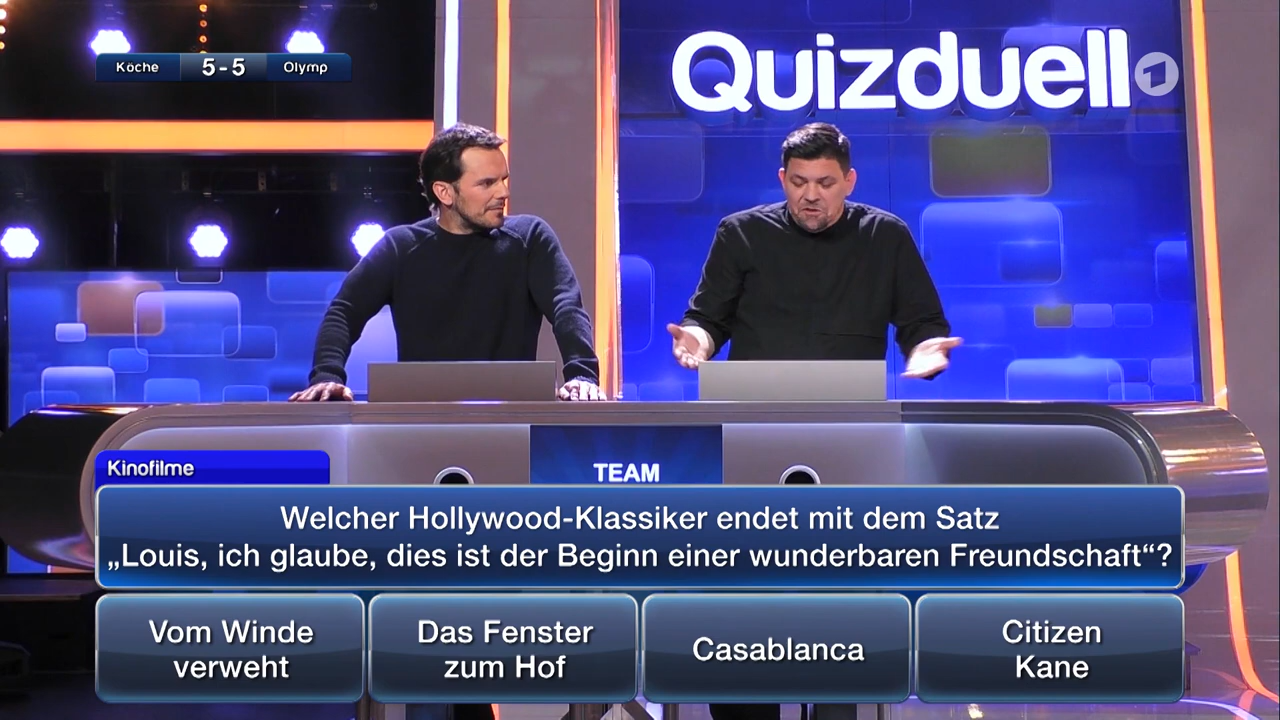 Köche 5-5 Olymp
Quizduell 1
TEAM
Kinofilme
Welcher Hollywood-Klassiker endet mit dem Satz
„Louis, ich glaube, dies ist der Beginn einer wunderbaren Freundschaft“?
Vom Winde
verweht
Das Fenster
zum Hof
Casablanca
Citizen
Kane